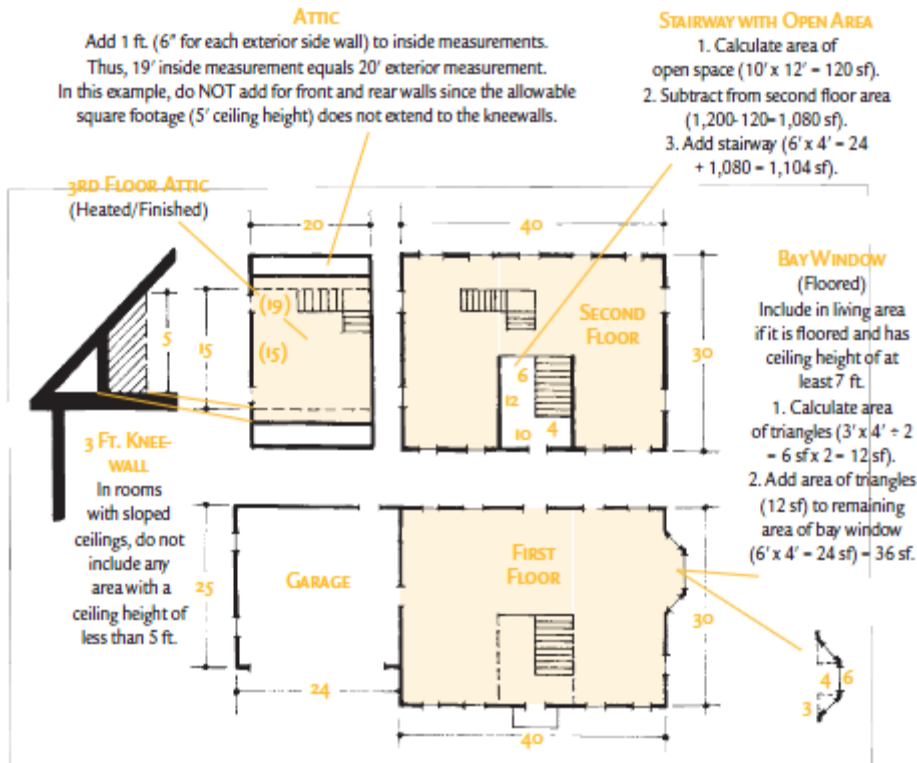 ATTIC
Add 1 ft. (6" for each exterior side wall) to inside measurements.
Thus, 19' inside measurement equals 20' exterior measurement.
In this example, do NOT add for front and rear walls since the allowable
square footage (5' ceiling height) does not extend to the kneewalls.
STAIRWAY WITH OPEN AREA
1. Calculate area of
open space (10' x 12' = 120 sf).
2. Subtract from second floor area
(1,200-120=1,080 sf).
3. Add stairway (6' x 4' = 24
+ 1,080 = 1,104 sf).
3RD FLOOR ATTIC
(Heated/Finished)
20
40
5
15
(19)
(15)
SECOND
FLOOR
6
12
10
4
30
BAY WINDOW
(Floored)
Include in living area
if it is floored and has
ceiling height of at
least 7 ft.
1. Calculate area
of triangles (3' x 4' ÷ 2
= 6 sf x 2 = 12 sf).
2. Add area of triangles
(12 sf) to remaining
area of bay window
(6' x 4' = 24 sf) = 36 sf.
3 FT. KNEE-
WALL
In rooms
with sloped
ceilings, do not
include any
area with a
ceiling height of
less than 5 ft.
25
GARAGE
24
FIRST
FLOOR
30
40
4
6
3